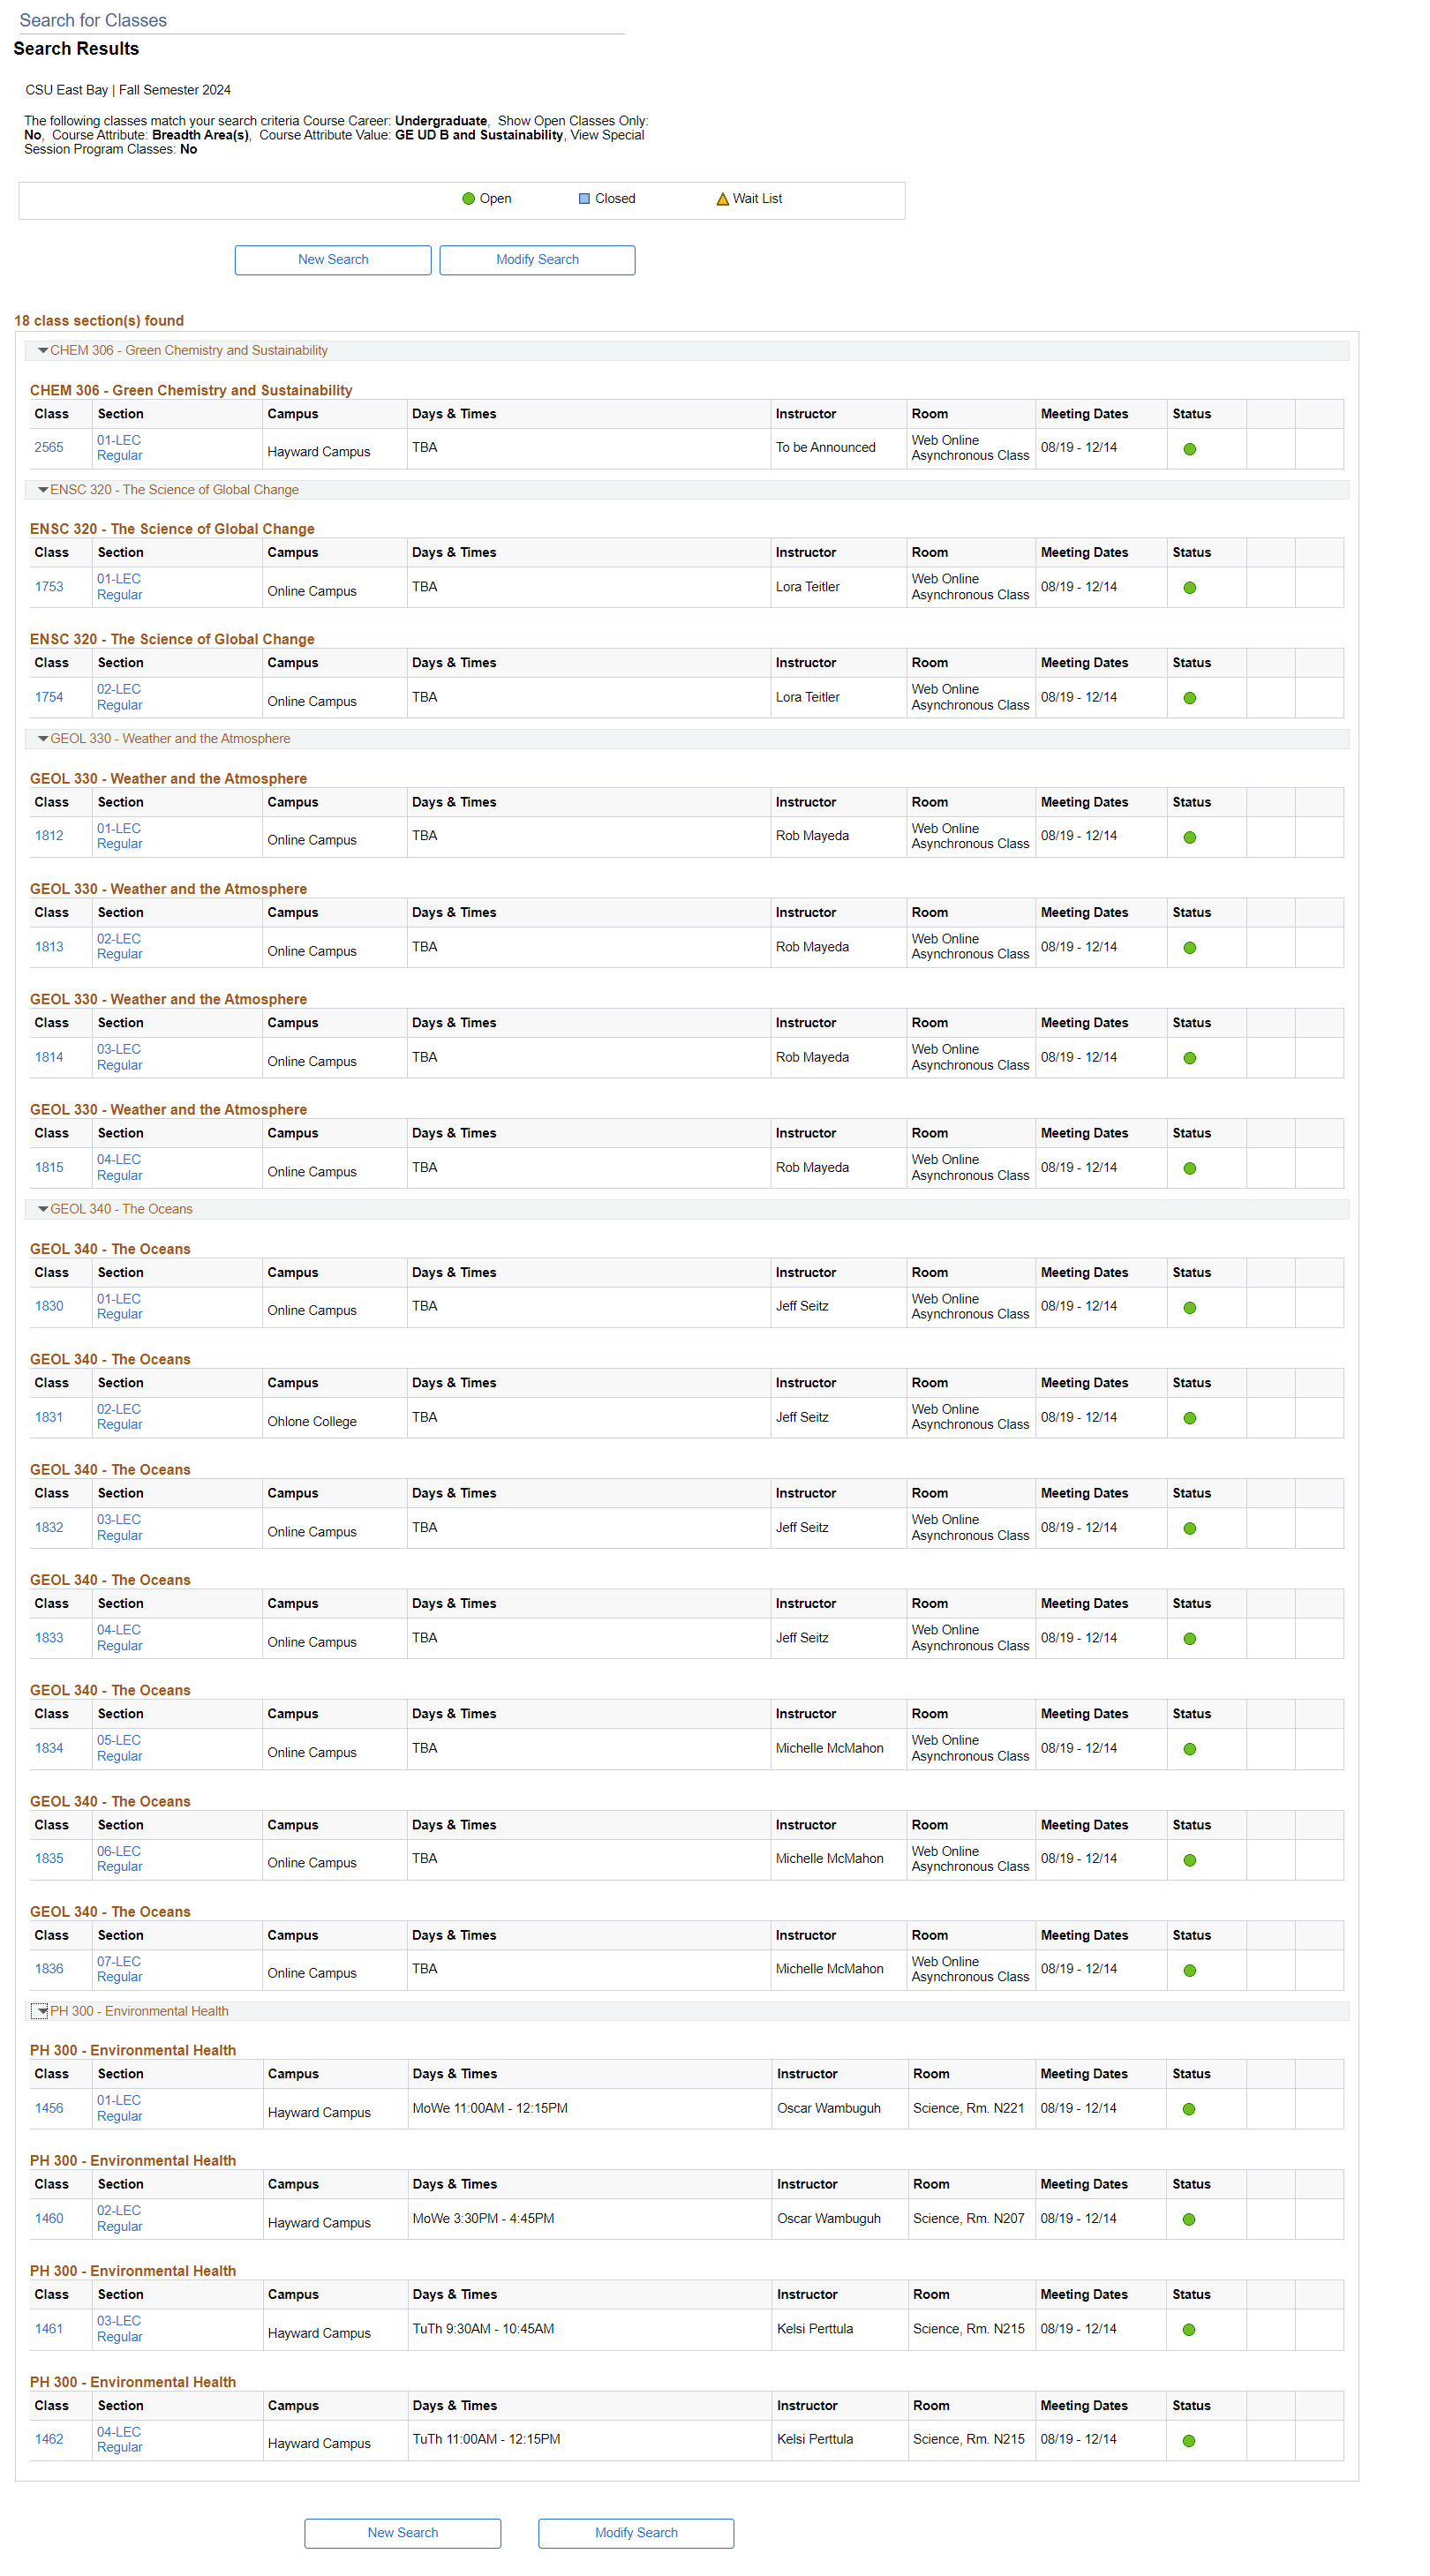 Search for Classes
Search Results
CSU East Bay | Fall Semester 2024
The following classes match your search criteria Course Career: Undergraduate,  Show Open Classes Only:
No,  Course Attribute: Breadth Area(s),  Course Attribute Value: GE UD B and Sustainability, View Special
Session Program Classes: No
Open Closed Wait List
New Search Modify Search
18 class section(s) found
CHEM 306 - Green Chemistry and Sustainability
CHEM 306 - Green Chemistry and Sustainability
Class Section Campus Days & Times Instructor Room Meeting Dates Status
2565 01-LEC Regular Hayward Campus TBA To be Announced Web Online Asynchronous Class 08/19 - 12/14
ENSC 320 - The Science of Global Change
ENSC 320 - The Science of Global Change
Class Section Campus Days & Times Instructor Room Meeting Dates Status
1753 01-LEC Regular Online Campus TBA Lora Teitler Web Online Asynchronous Class 08/19 - 12/14
ENSC 320 - The Science of Global Change
Class Section Campus Days & Times Instructor Room Meeting Dates Status
1754 02-LEC Regular Online Campus TBA Lora Teitler Web Online Asynchronous Class 08/19 - 12/14
GEOL 330 - Weather and the Atmosphere
GEOL 330 - Weather and the Atmosphere
Class Section Campus Days & Times Instructor Room Meeting Dates Status
1812 01-LEC Regular Online Campus TBA Rob Mayeda Web Online Asynchronous Class 08/19 - 12/14
GEOL 330 - Weather and the Atmosphere
Class Section Campus Days & Times Instructor Room Meeting Dates Status
1813 02-LEC Regular Online Campus TBA Rob Mayeda Web Online Asynchronous Class 08/19 - 12/14
GEOL 330 - Weather and the Atmosphere
Class Section Campus Days & Times Instructor Room Meeting Dates Status
1814 03-LEC Regular Online Campus TBA Rob Mayeda Web Online Asynchronous Class 08/19 - 12/14
GEOL 330 - Weather and the Atmosphere
Class Section Campus Days & Times Instructor Room Meeting Dates Status
1815 04-LEC Regular Online Campus TBA Rob Mayeda Web Online Asynchronous Class 08/19 - 12/14
GEOL 340 - The Oceans
GEOL 340 - The Oceans
Class Section Campus Days & Times Instructor Room Meeting Dates Status
1830 01-LEC Regular Online Campus TBA Jeff Seitz Web Online Asynchronous Class 08/19 - 12/14
GEOL 340 - The Oceans
Class Section Campus Days & Times Instructor Room Meeting Dates Status
1831 02-LEC Regular Ohlone College TBA Jeff Seitz Web Online Asynchronous Class 08/19 - 12/14
GEOL 340 - The Oceans
Class Section Campus Days & Times Instructor Room Meeting Dates Status
1832 03-LEC Regular Online Campus TBA Jeff Seitz Web Online Asynchronous Class 08/19 - 12/14
GEOL 340 - The Oceans
Class Section Campus Days & Times Instructor Room Meeting Dates Status
1833 04-LEC Regular Online Campus TBA Jeff Seitz Web Online Asynchronous Class 08/19 - 12/14
GEOL 340 - The Oceans
Class Section Campus Days & Times Instructor Room Meeting Dates Status
1834 05-LEC Regular Online Campus TBA Michelle McMahon Web Online Asynchronous Class 08/19 - 12/14
GEOL 340 - The Oceans
Class Section Campus Days & Times Instructor Room Meeting Dates Status
1835 06-LEC Regular Online Campus TBA Michelle McMahon Web Online Asynchronous Class 08/19 - 12/14
GEOL 340 - The Oceans
Class Section Campus Days & Times Instructor Room Meeting Dates Status
1836 07-LEC Regular Online Campus TBA Michelle McMahon Web Online Asynchronous Class 08/19 - 12/14
PH 300 - Environmental Health
PH 300 - Environmental Health
Class Section Campus Days & Times Instructor Room Meeting Dates Status
1456 01-LEC Regular Hayward Campus MoWe 11:00AM - 12:15PM Oscar Wambuguh Science, Rm. N221 08/19 - 12/14
PH 300 - Environmental Health
Class Section Campus Days & Times Instructor Room Meeting Dates Status
1460 02-LEC Regular Hayward Campus MoWe 3:30PM - 4:45PM Oscar Wambuguh Science, Rm. N207 08/19 - 12/14
PH 300 - Environmental Health
Class Section Campus Days & Times Instructor Room Meeting Dates Status
1461 03-LEC Regular Hayward Campus TuTh 9:30AM - 10:45AM Kelsi Perttula Science, Rm. N215 08/19 - 12/14
PH 300 - Environmental Health
Class Section Campus Days & Times Instructor Room Meeting Dates Status
1462 04-LEC Regular Hayward Campus TuTh 11:00AM - 12:15PM Kelsi Perttula Science, Rm. N215 08/19 - 12/14
New Search Modify Search